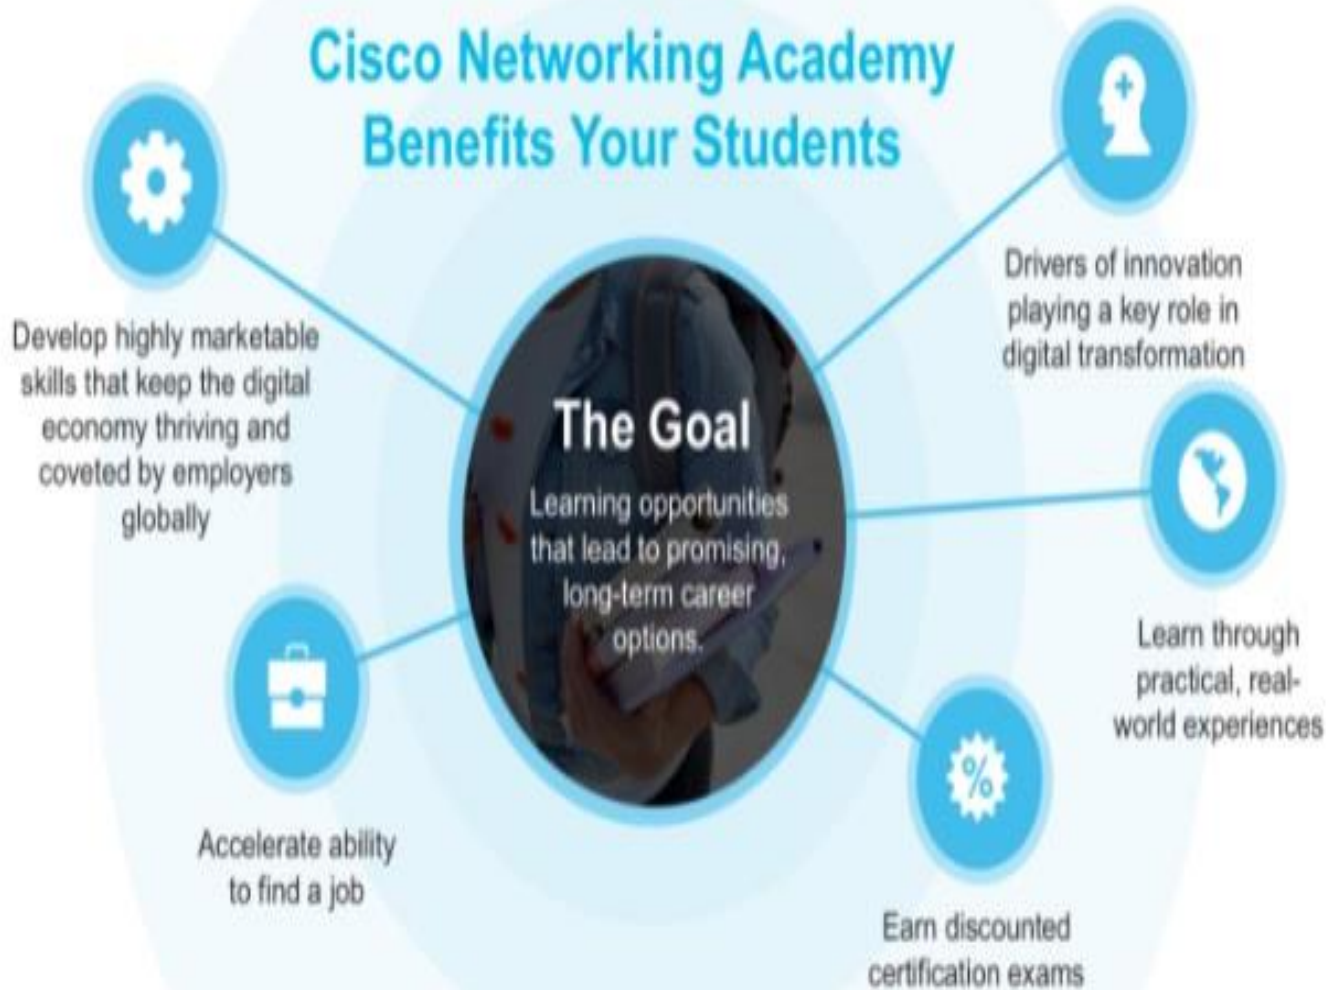 Cisco Networking Academy
Benefits Your Students
Develop highly marketable
skills that keep the digital
economy thriving and
coveted by employers
globally
Accelerate ability
to find a job
The Goal
Learning opportunities
that lead to promising,
long-term career
options.
Drivers of innovation
playing a key role in
digital transformation
Learn through
practical, real-
world experiences
%
Earn discounted
certification exams